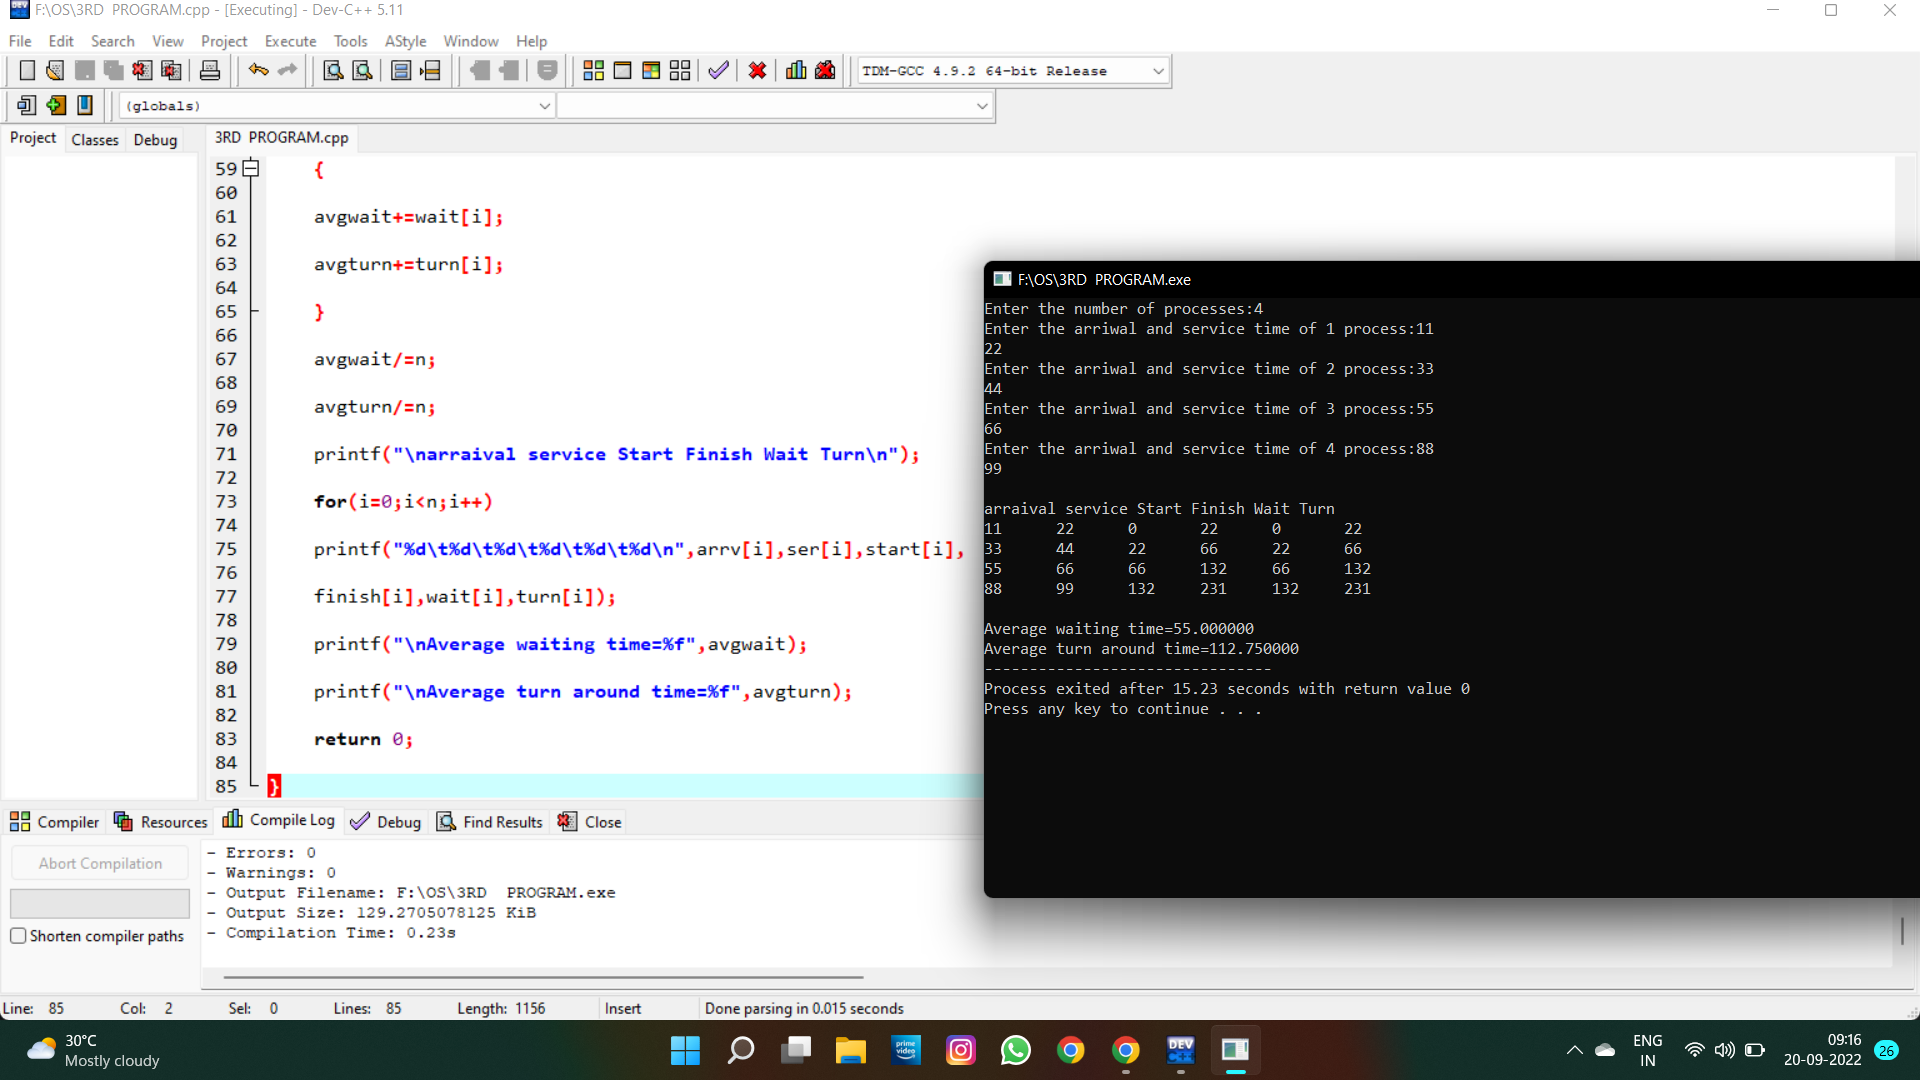 F:\OS\3RD  PROGRAM.cpp - [Executing] - Dev-C++ 5.11
File Edit Search View Project Execute Tools AStyle Window Help
TDM-GCC 4.9.2 64-bit Release
(globals)
Project Classes Debug
3RD  PROGRAM.cpp
59 {
60
61 avgwait+=wait[i];
62
63 avgturn+=turn[i];
64
65 }
66
67 avgwait/=n;
68
69 avgturn/=n;
70
71 printf("\narraival service Start Finish Wait Turn\n");
72
73 for(i=0;i<n;i++)
74
75 printf("%d\t%d\t%d\t%d\t%d\t%d\n",arrv[i],ser[i],start[i],
76
77 finish[i],wait[i],turn[i]);
78
79 printf("\nAverage waiting time=%f",avgwait);
80
81 printf("\nAverage turn around time=%f",avgturn);
82
83 return 0;
84
85 }
F:\OS\3RD  PROGRAM.exe
Enter the number of processes:4
Enter the arriwal and service time of 1 process:11
22
Enter the arriwal and service time of 2 process:33
44
Enter the arriwal and service time of 3 process:55
66
Enter the arriwal and service time of 4 process:88
99
arraival service Start Finish Wait Turn
11 22 0 22 0 22
33 44 22 66 22 66
55 66 66 132 66 132
88 99 132 231 132 231
Average waiting time=55.000000
Average turn around time=112.750000
--------------------------------
Process exited after 15.23 seconds with return value 0
Press any key to continue . . .
Compiler Resources Compile Log Debug Find Results Close
Abort Compilation
Shorten compiler paths
- Errors: 0
- Warnings: 0
- Output Filename: F:\OS\3RD  PROGRAM.exe
- Output Size: 129.2705078125 KiB
- Compilation Time: 0.23s
Line: 85 Col: 2 Sel: 0 Lines: 85 Length: 1156 Insert Done parsing in 0.015 seconds
30°C
Mostly cloudy
prime video
DEV C++
ENG
IN
09:16
20-09-2022
26